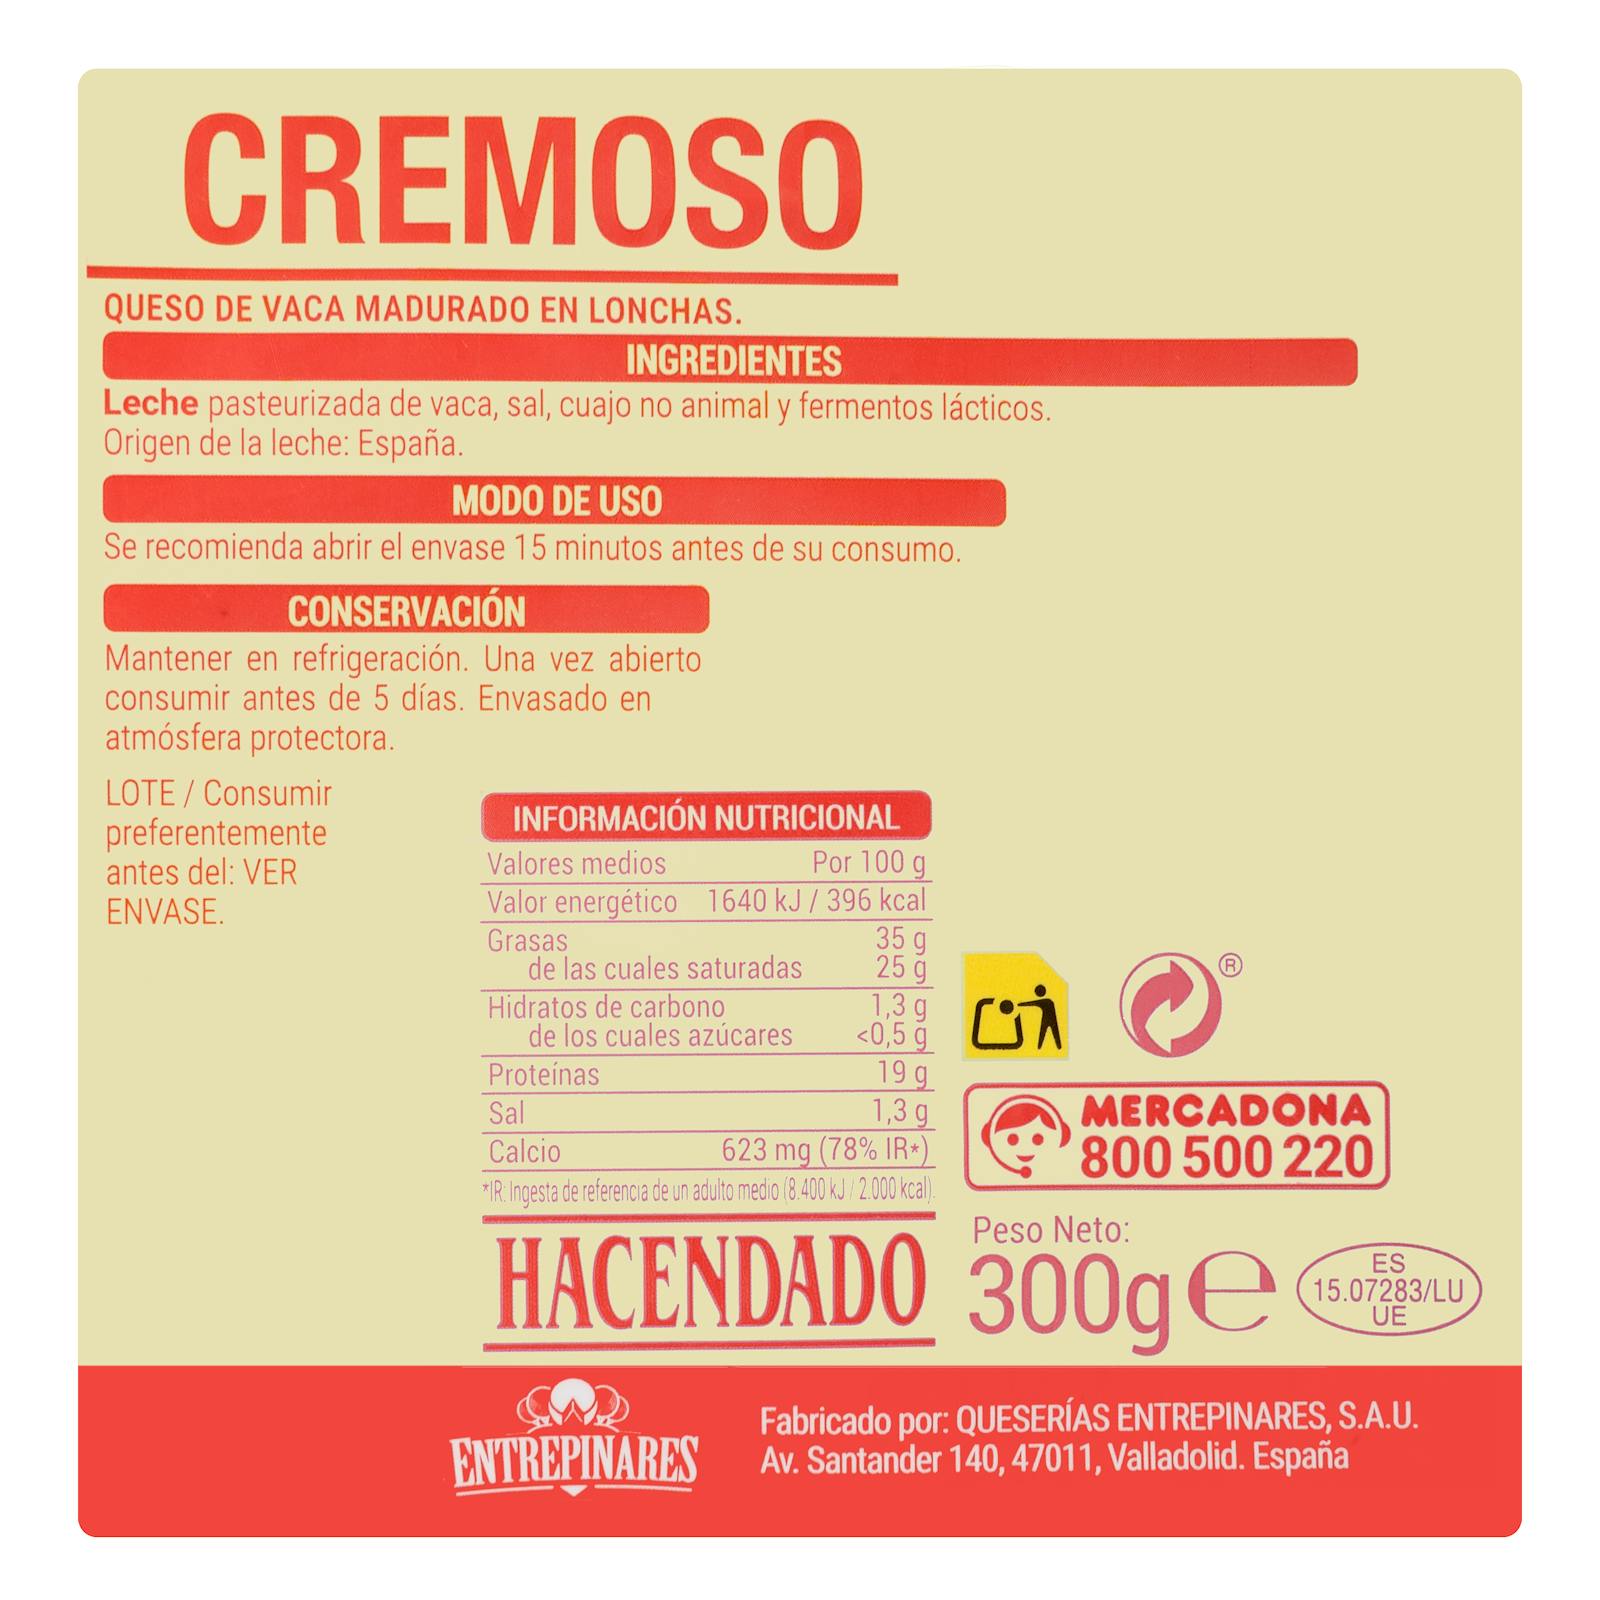 CREMOSO
QUESO DE VACA MADURADO EN LONCHAS.
INGREDIENTES
Leche pasteurizada de vaca, sal, cuajo no animal y fermentos lácticos.
Origen de la leche: España.
MODO DE USO
Se recomienda abrir el envase 15 minutos antes de su consumo.
CONSERVACIÓN
Mantener en refrigeración. Una vez abierto
consumir antes de 5 días. Envasado en
atmósfera protectora.
LOTE / Consumir
preferentemente
antes del: VER
ENVASE.
INFORMACIÓN NUTRICIONAL
Valores medios Por 100 g
Valor energético 1640 kJ / 396 kcal
Grasas 35 g
de las cuales saturadas 25 g
Hidratos de carbono 1,3 g
de los cuales azúcares <0,5 g
Proteínas 19 g
Sal 1,3 g
Calcio 623 mg (78% IR*)
*IR: Ingesta de referencia de un adulto medio (8.400 kJ / 2.000 kcal).
HACENDADO
®
MERCADONA
800 500 220
Peso Neto:
300g e
ES
15.07283/LU
UE
ENTREPINARES
Fabricado por: QUESERÍAS ENTREPINARES, S.A.U.
Av. Santander 140, 47011, Valladolid. España